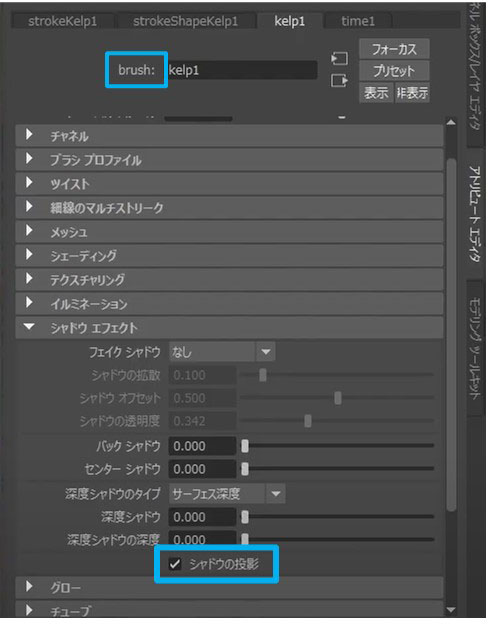 strokeKelp1 strokeShapeKelp1 kelp1 time1
brush: kelp1
フォーカス
プリセット
表示 非表示
チャネル
ブラシ プロファイル
ツイスト
細線のマルチストリーク
メッシュ
シェーディング
テクスチャリング
イルミネーション
シャドウ エフェクト
フェイク シャドウ なし
シャドウの拡散 0.100
シャドウ オフセット 0.500
シャドウの透明度 0.342
バック シャドウ 0.000
センター シャドウ 0.000
深度シャドウのタイプ サーフェス深度
深度シャドウ 0.000
深度シャドウの深度 0.000
シャドウの投影
グロー
チューブ
ネル ボックス/レイヤ エディタ
アトリビュート エディタ
モデリング ツールキット